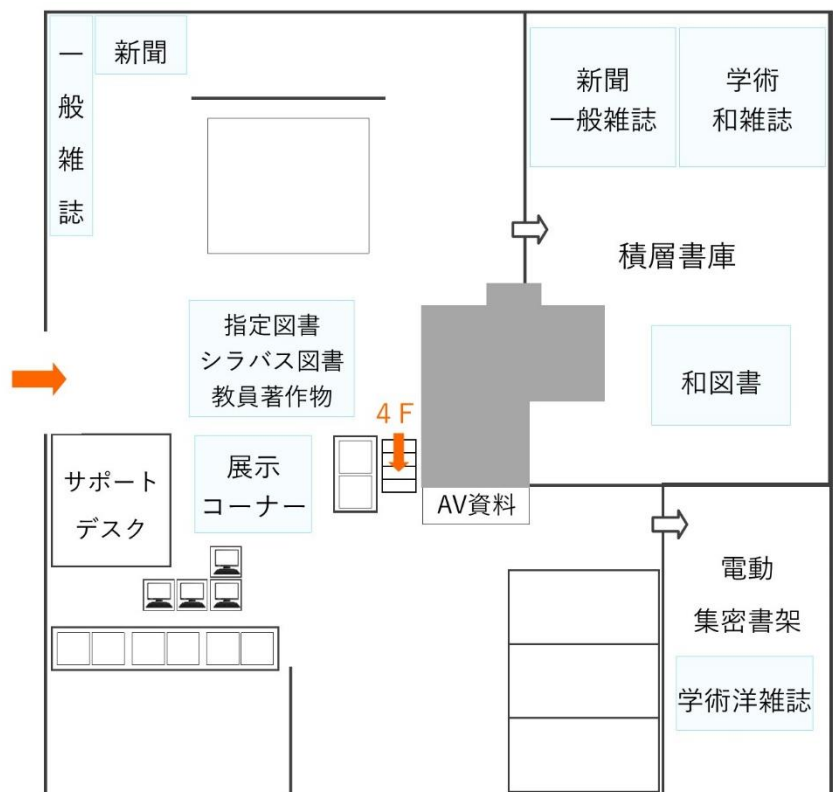 一般雑誌
新聞
新聞
一般雑誌
学術
和雑誌
積層書庫
指定図書
シラバス図書
教員著作物
和図書
4F
サポート
デスク
展示
コーナー
AV資料
電動
集密書架
学術洋雑誌